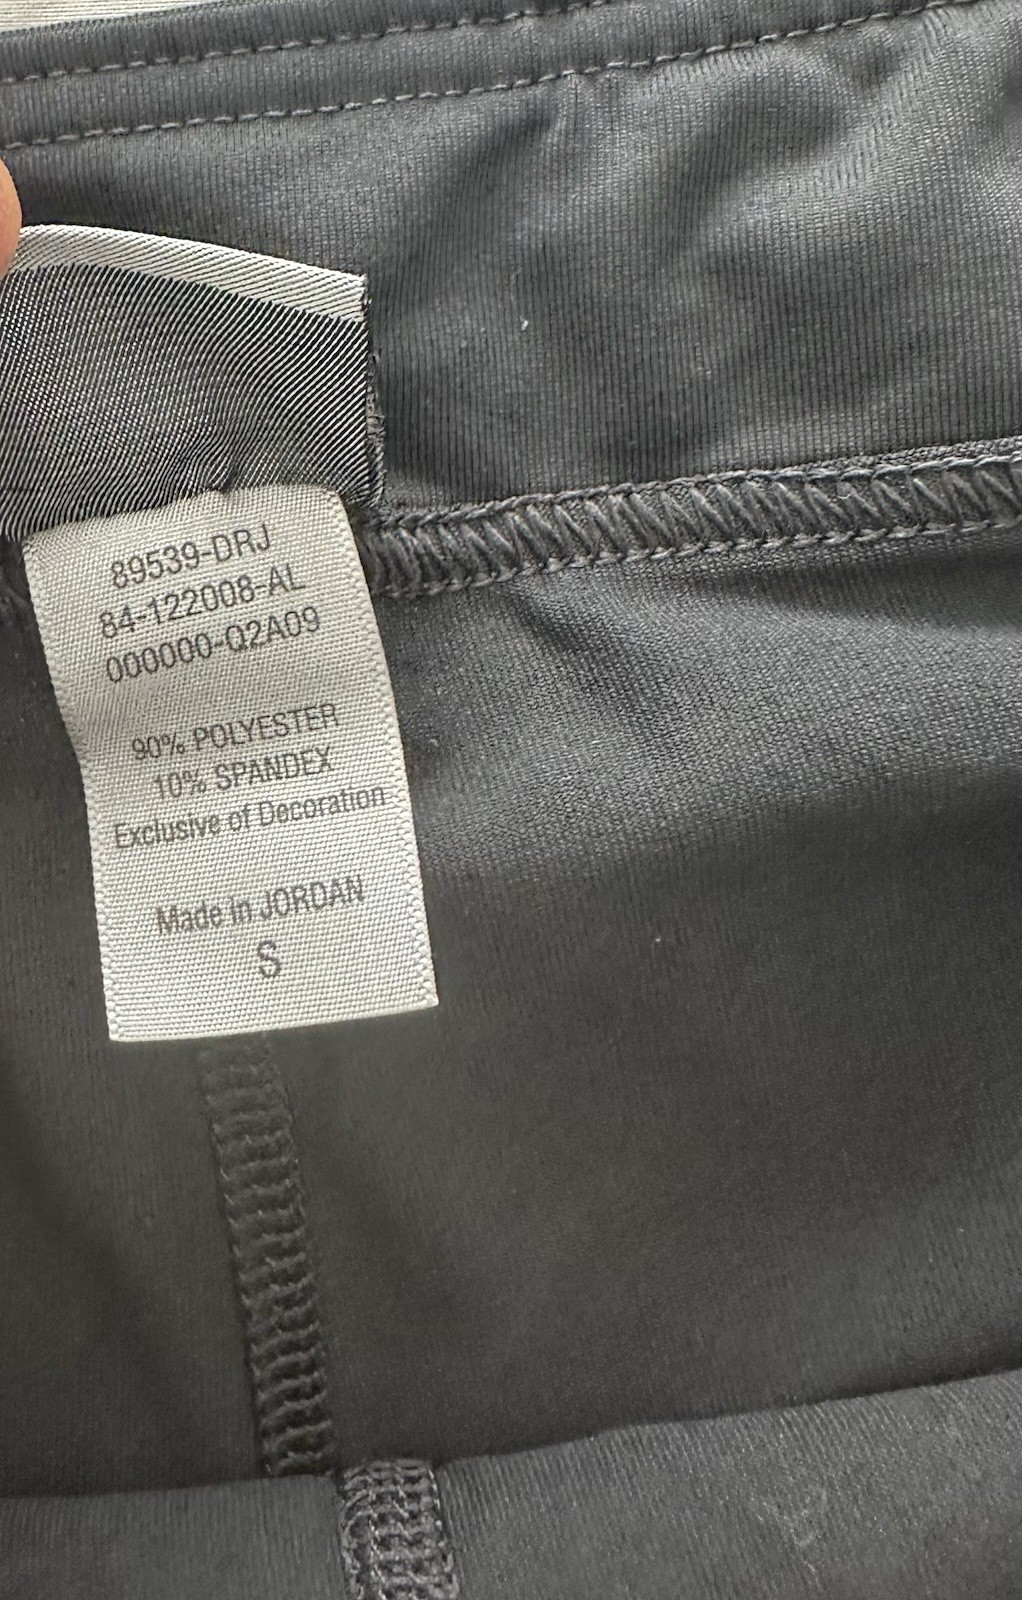 89539-DRJ
84-122008-AL
000000-Q2A09
90% POLYESTER
10% SPANDEX
Exclusive of Decoration
Made in JORDAN
S